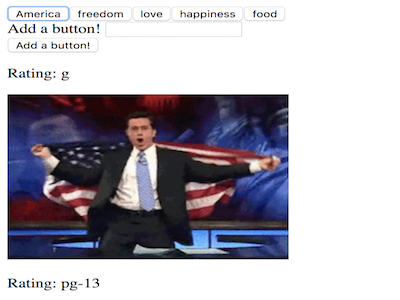 America freedom love happiness food
Add a button!
Add a button!
Rating: g
Rating: pg-13